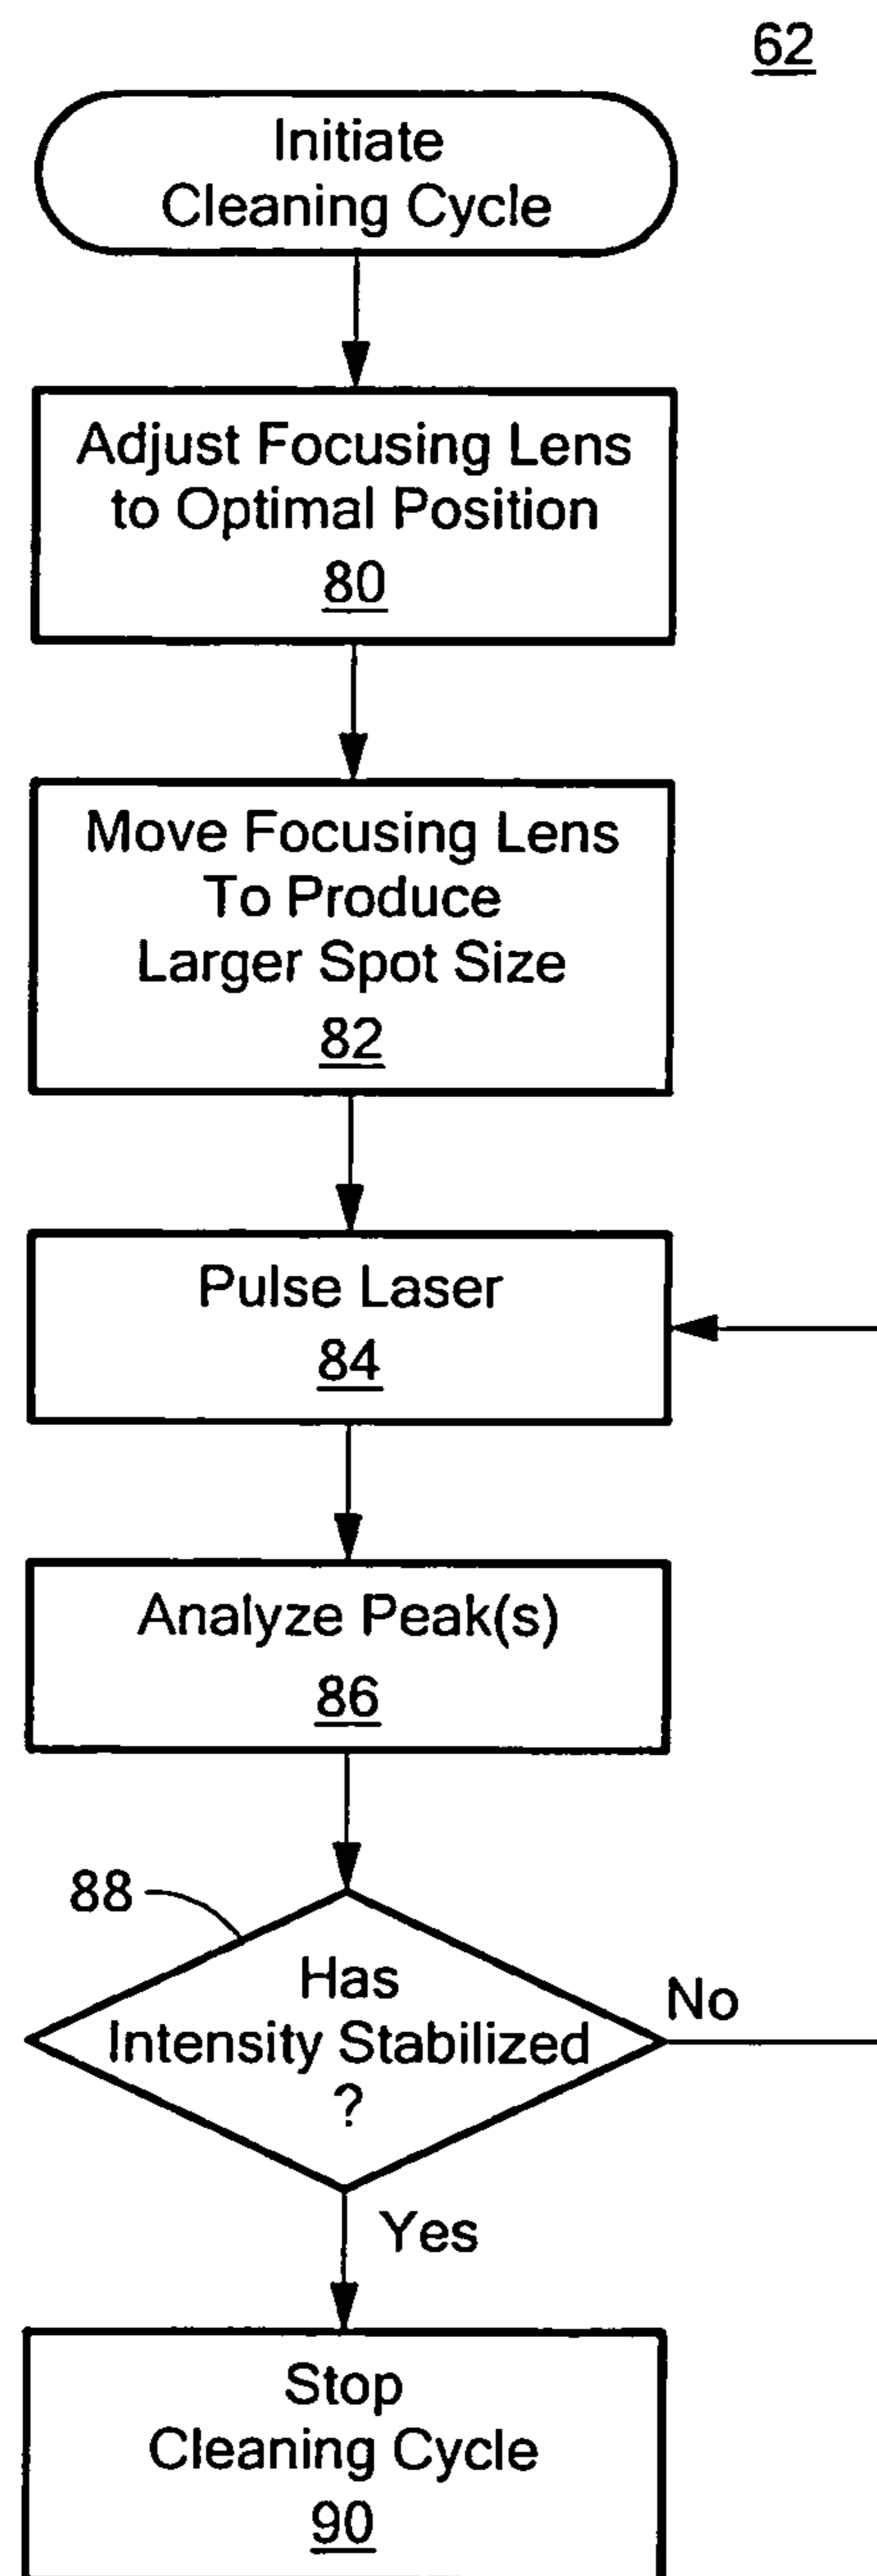 62
Initiate
Cleaning Cycle
Adjust Focusing Lens
to Optimal Position
80
Move Focusing Lens
To Produce
Larger Spot Size
82
Pulse Laser
84
Analyze Peak(s)
86
88
Has
Intensity Stabilized
?
No
Yes
Stop
Cleaning Cycle
90